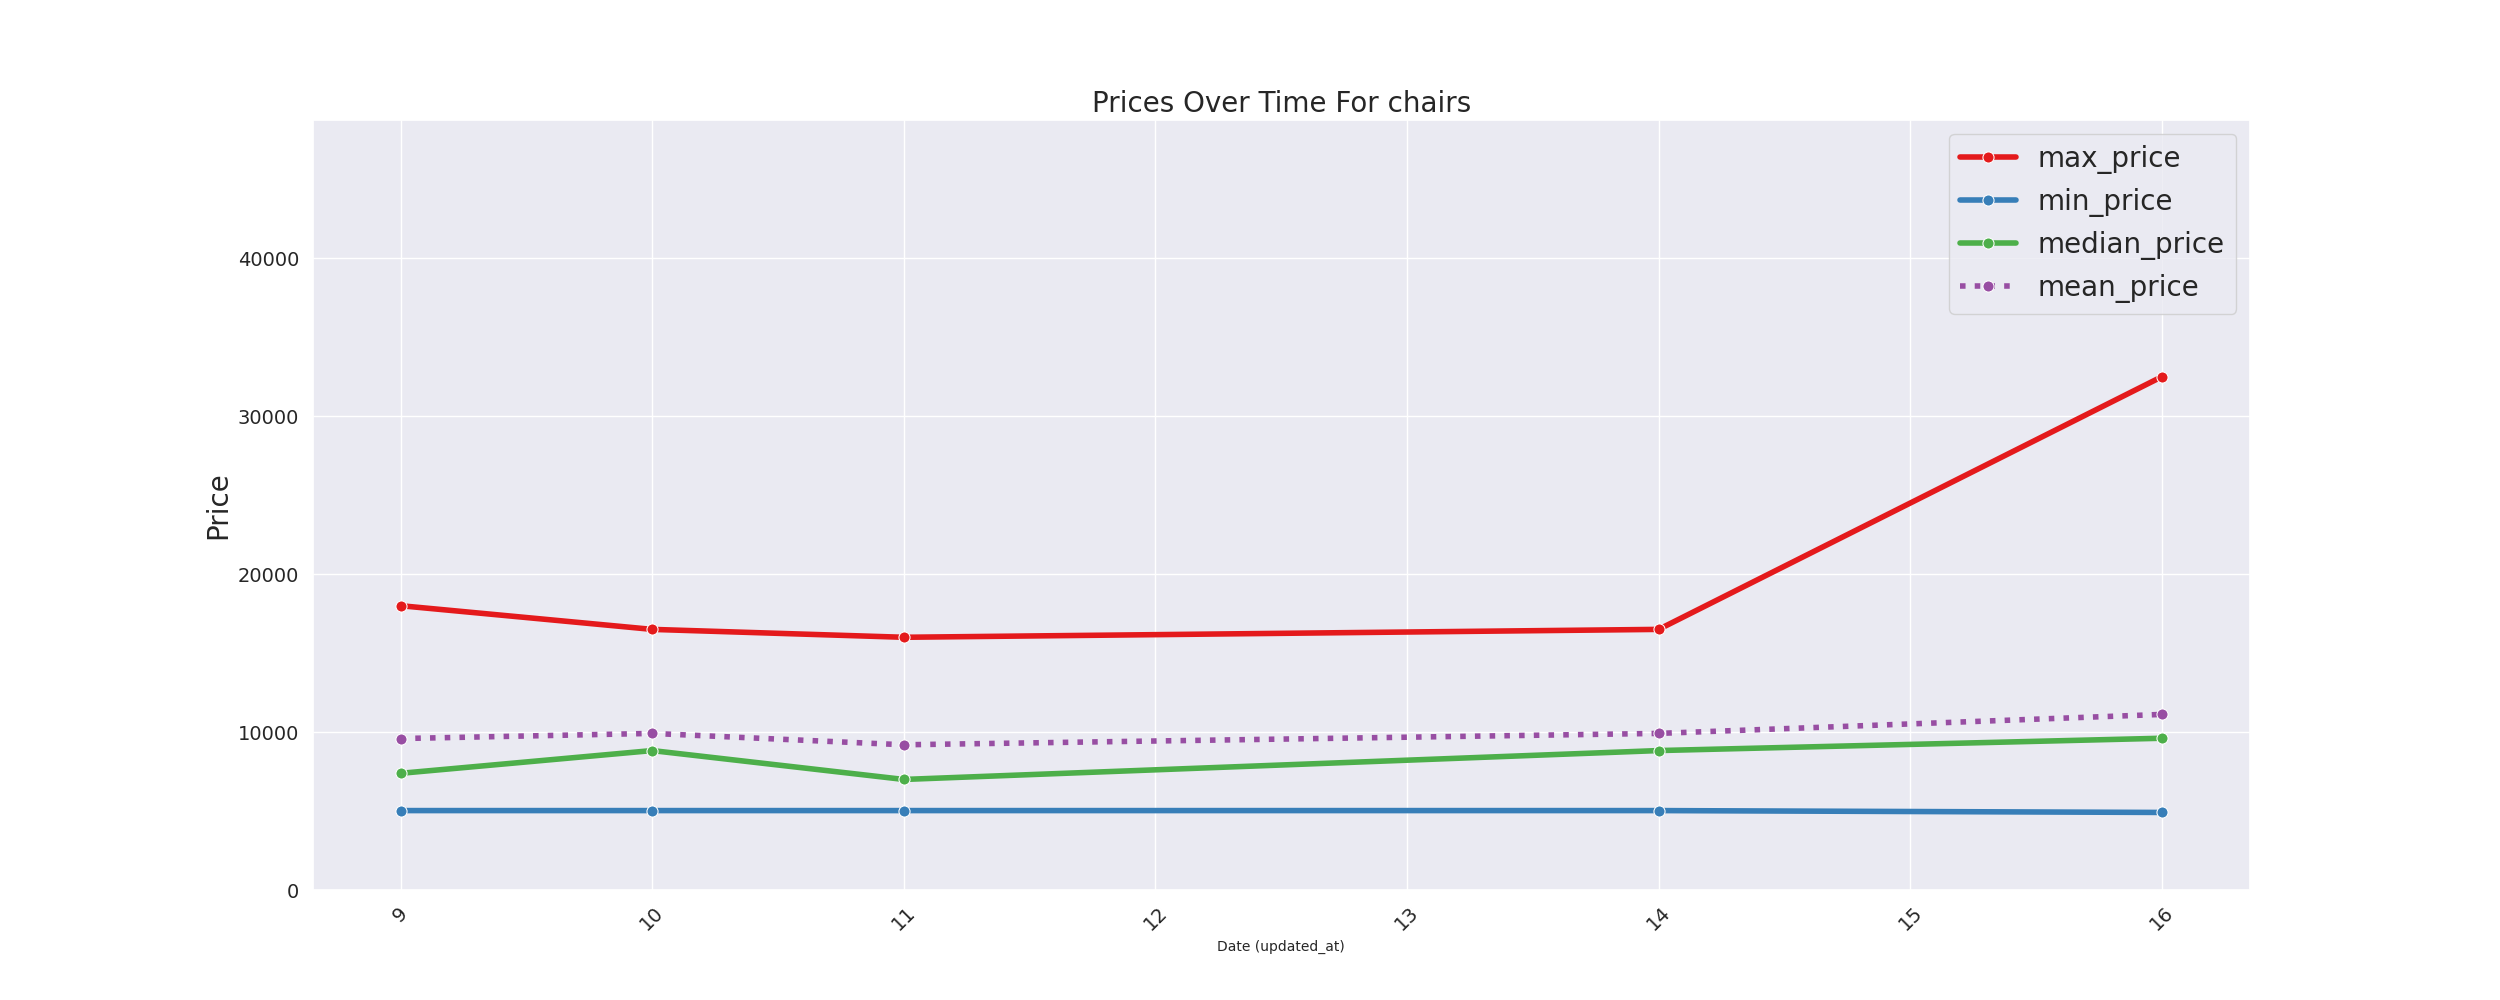 Prices Over Time For chairs
max_price
min_price
median_price
mean_price
Price
40000
30000
20000
10000
0
9 10 11 12 13 14 15 16
Date (updated_at)